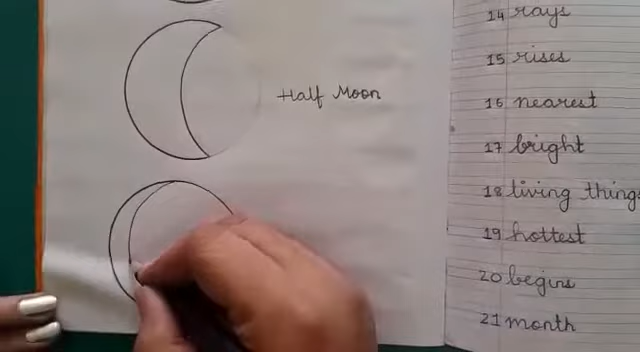 Half Moon
14 rays
15 rises
16 nearest
17 bright
18 living things
19 hottest
20 begins
21 month